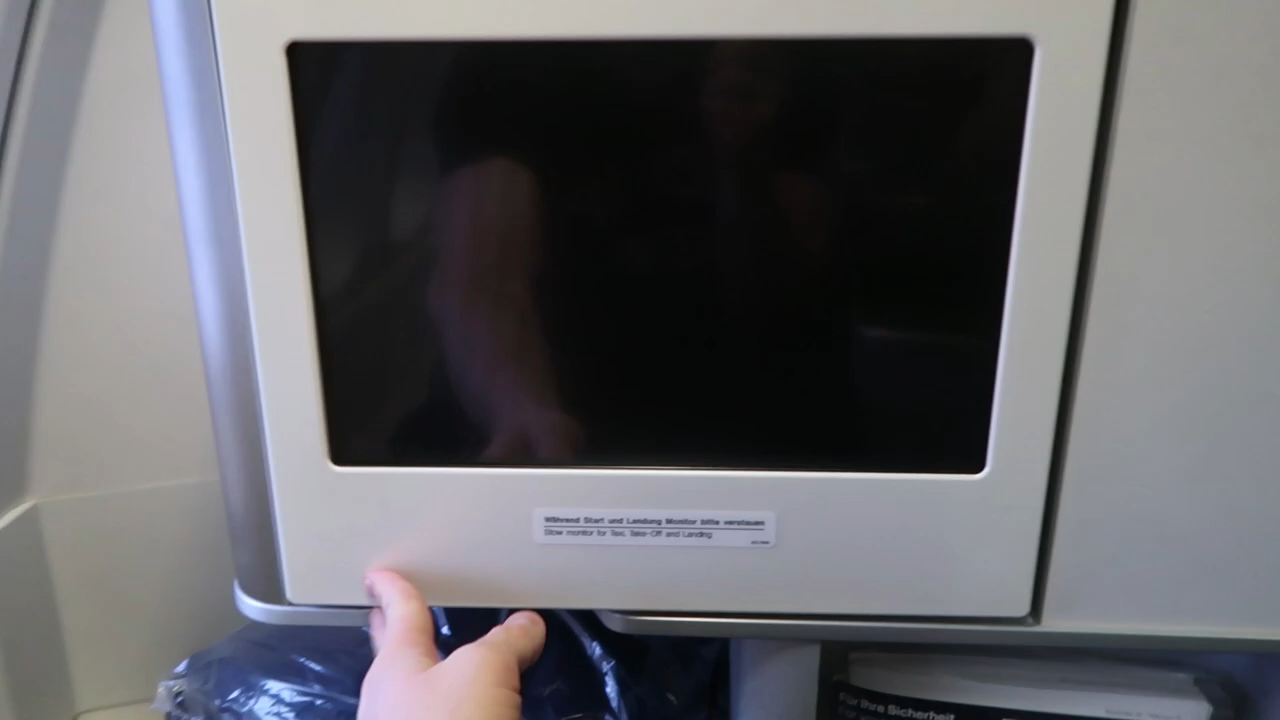 Während Start und Landung Monitor bitte verstauen
Stow monitor for Taxi, Take-Off and Landing
Für Ihre Sicherheit